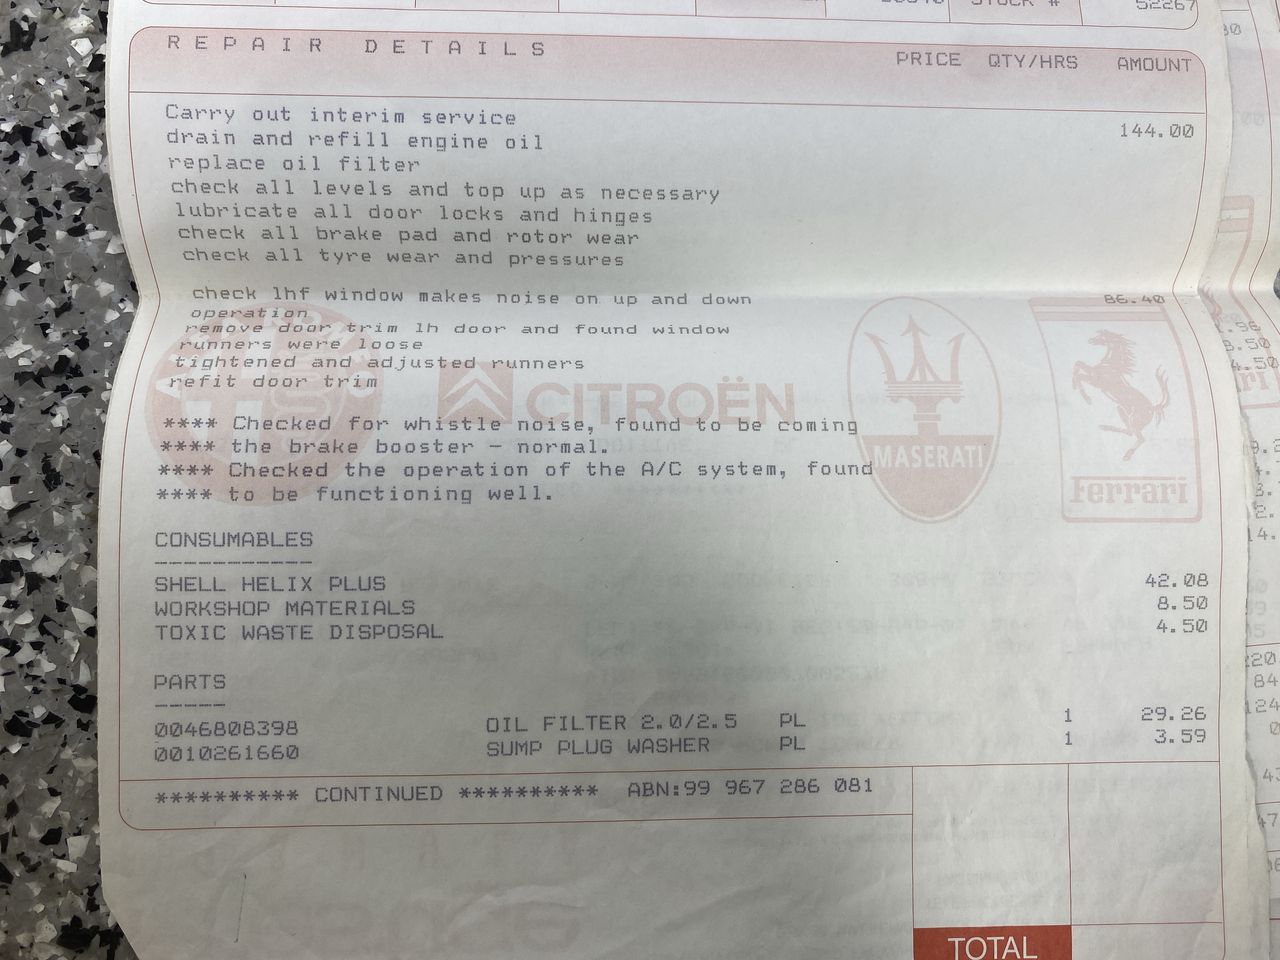 STOCK # 52267
REPAIR DETAILS PRICE QTY/HRS AMOUNT
Carry out interim service 144.00
drain and refill engine oil
replace oil filter
check all levels and top up as necessary
lubricate all door locks and hinges
check all brake pad and rotor wear
check all tyre wear and pressures
check lhf window makes noise on up and down 86.40
operation
remove door trim lh door and found window
runners were loose
tightened and adjusted runners
refit door trim
CITROËN
MASERATI
Ferrari
**** Checked for whistle noise, found to be coming
**** the brake booster - normal.
**** Checked the operation of the A/C system, found
**** to be functioning well.
CONSUMABLES
-----------
SHELL HELIX PLUS 42.08
WORKSHOP MATERIALS 8.50
TOXIC WASTE DISPOSAL 4.50
PARTS
-----
0046808398 OIL FILTER 2.0/2.5 PL 1 29.26
0010261660 SUMP PLUG WASHER PL 1 3.59
********** CONTINUED ********** ABN:99 967 286 081
TOTAL